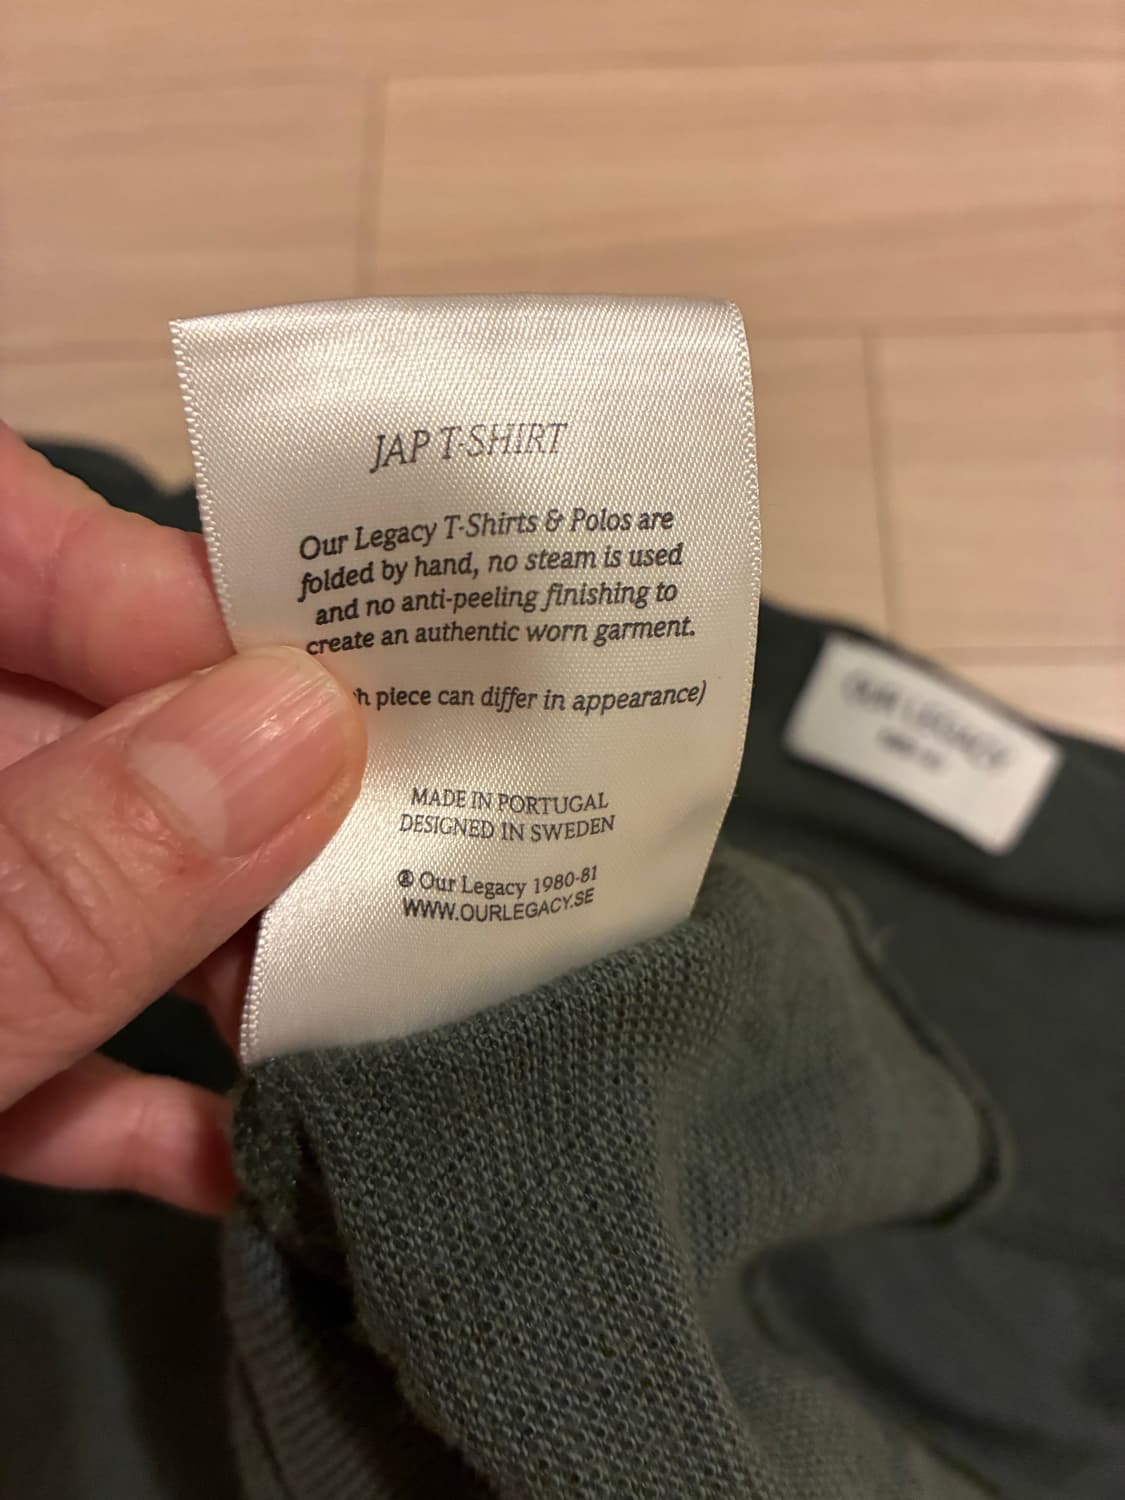 JAP T-SHIRT
Our Legacy T-Shirts & Polos are
folded by hand, no steam is used
and no anti-peeling finishing to
create an authentic worn garment.
piece can differ in appearance)
MADE IN PORTUGAL
DESIGNED IN SWEDEN
® Our Legacy 1980-81
WWW.OURLEGACY.SE
OUR LEGACY